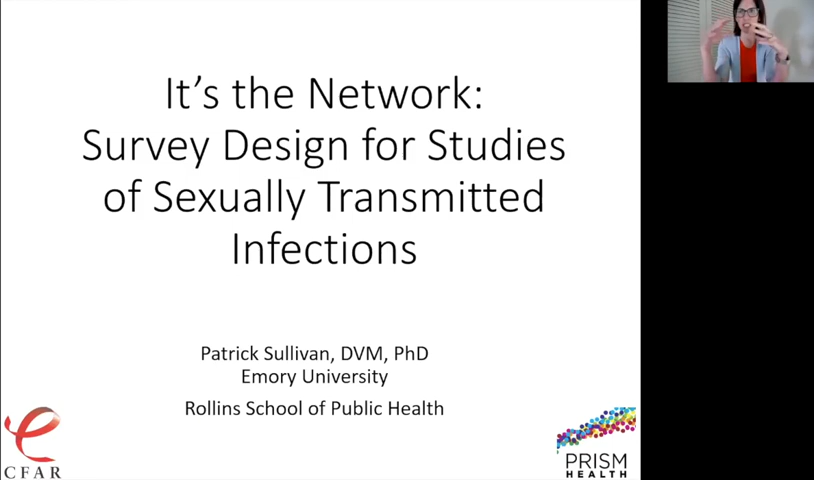 It's the Network:
Survey Design for Studies
of Sexually Transmitted
Infections
Patrick Sullivan, DVM, PhD
Emory University
Rollins School of Public Health
CFAR
PRISM
HEALTH